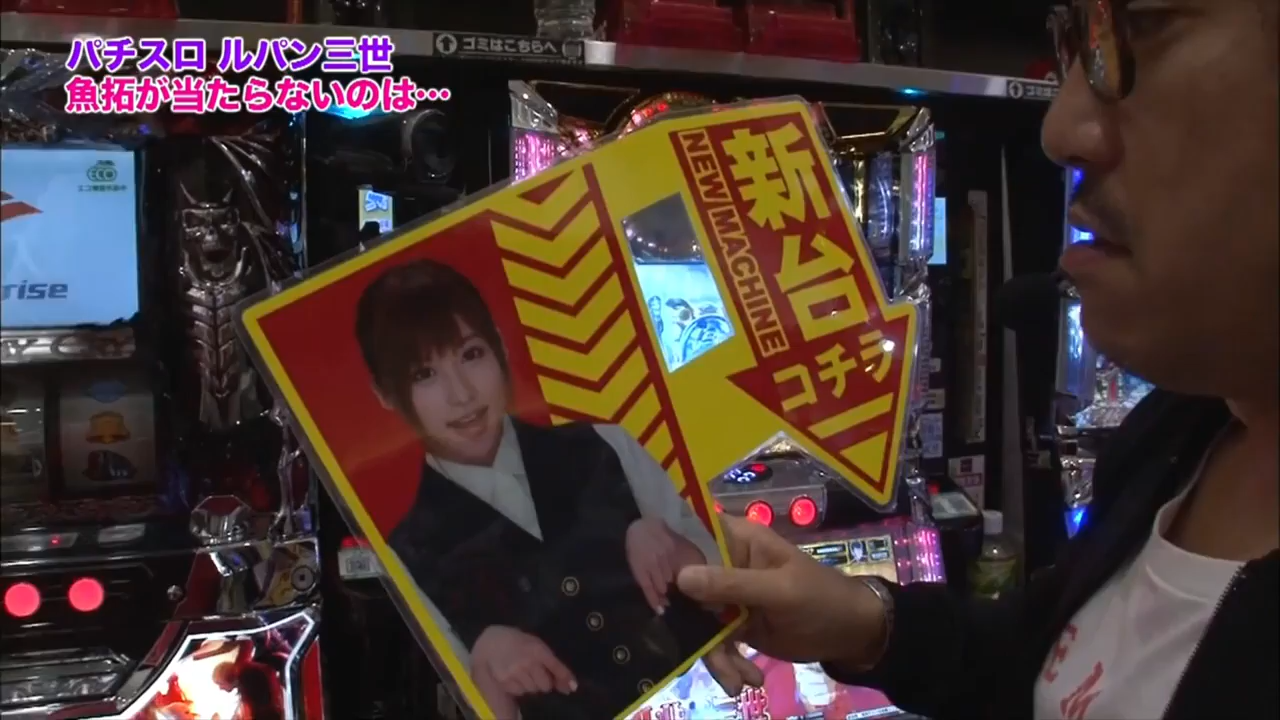 パチスロ ルパン三世
魚拓が当たらないのは…
ゴミはこちらへ
ECO
rise
新台
NEW MACHINE
コチラ